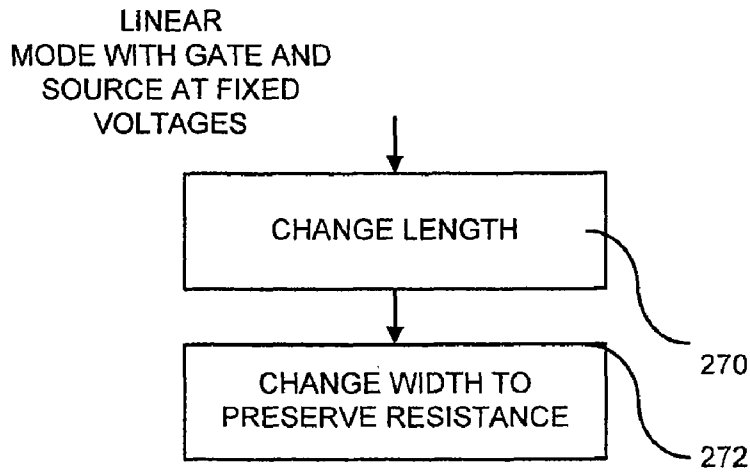 LINEAR
MODE WITH GATE AND
SOURCE AT FIXED
VOLTAGES
CHANGE LENGTH
270
CHANGE WIDTH TO
PRESERVE RESISTANCE
272